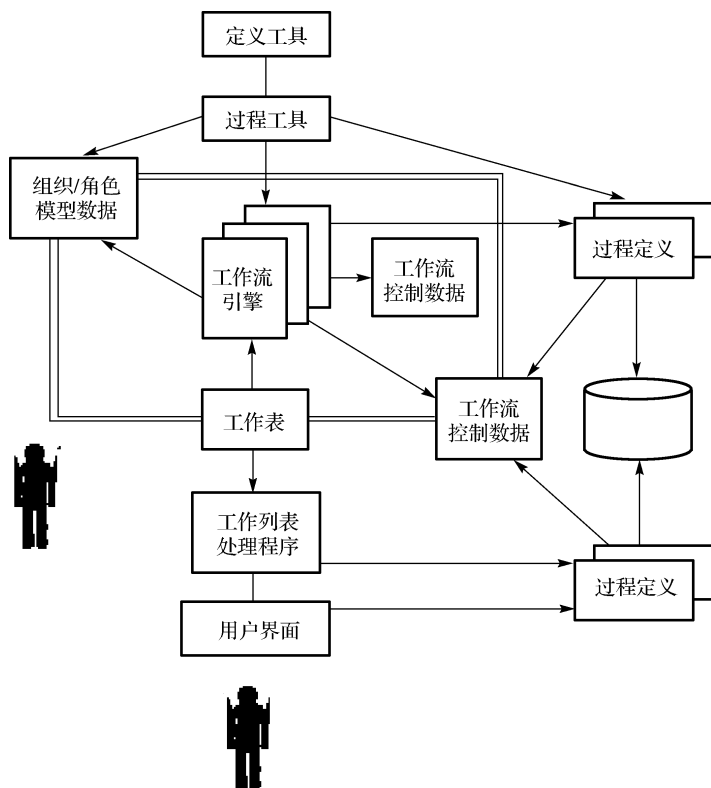 定义工具
过程工具
组织/角色
模型数据
过程定义
工作流
引擎
工作流
控制数据
工作表
工作流
控制数据
工作列表
处理程序
过程定义
用户界面